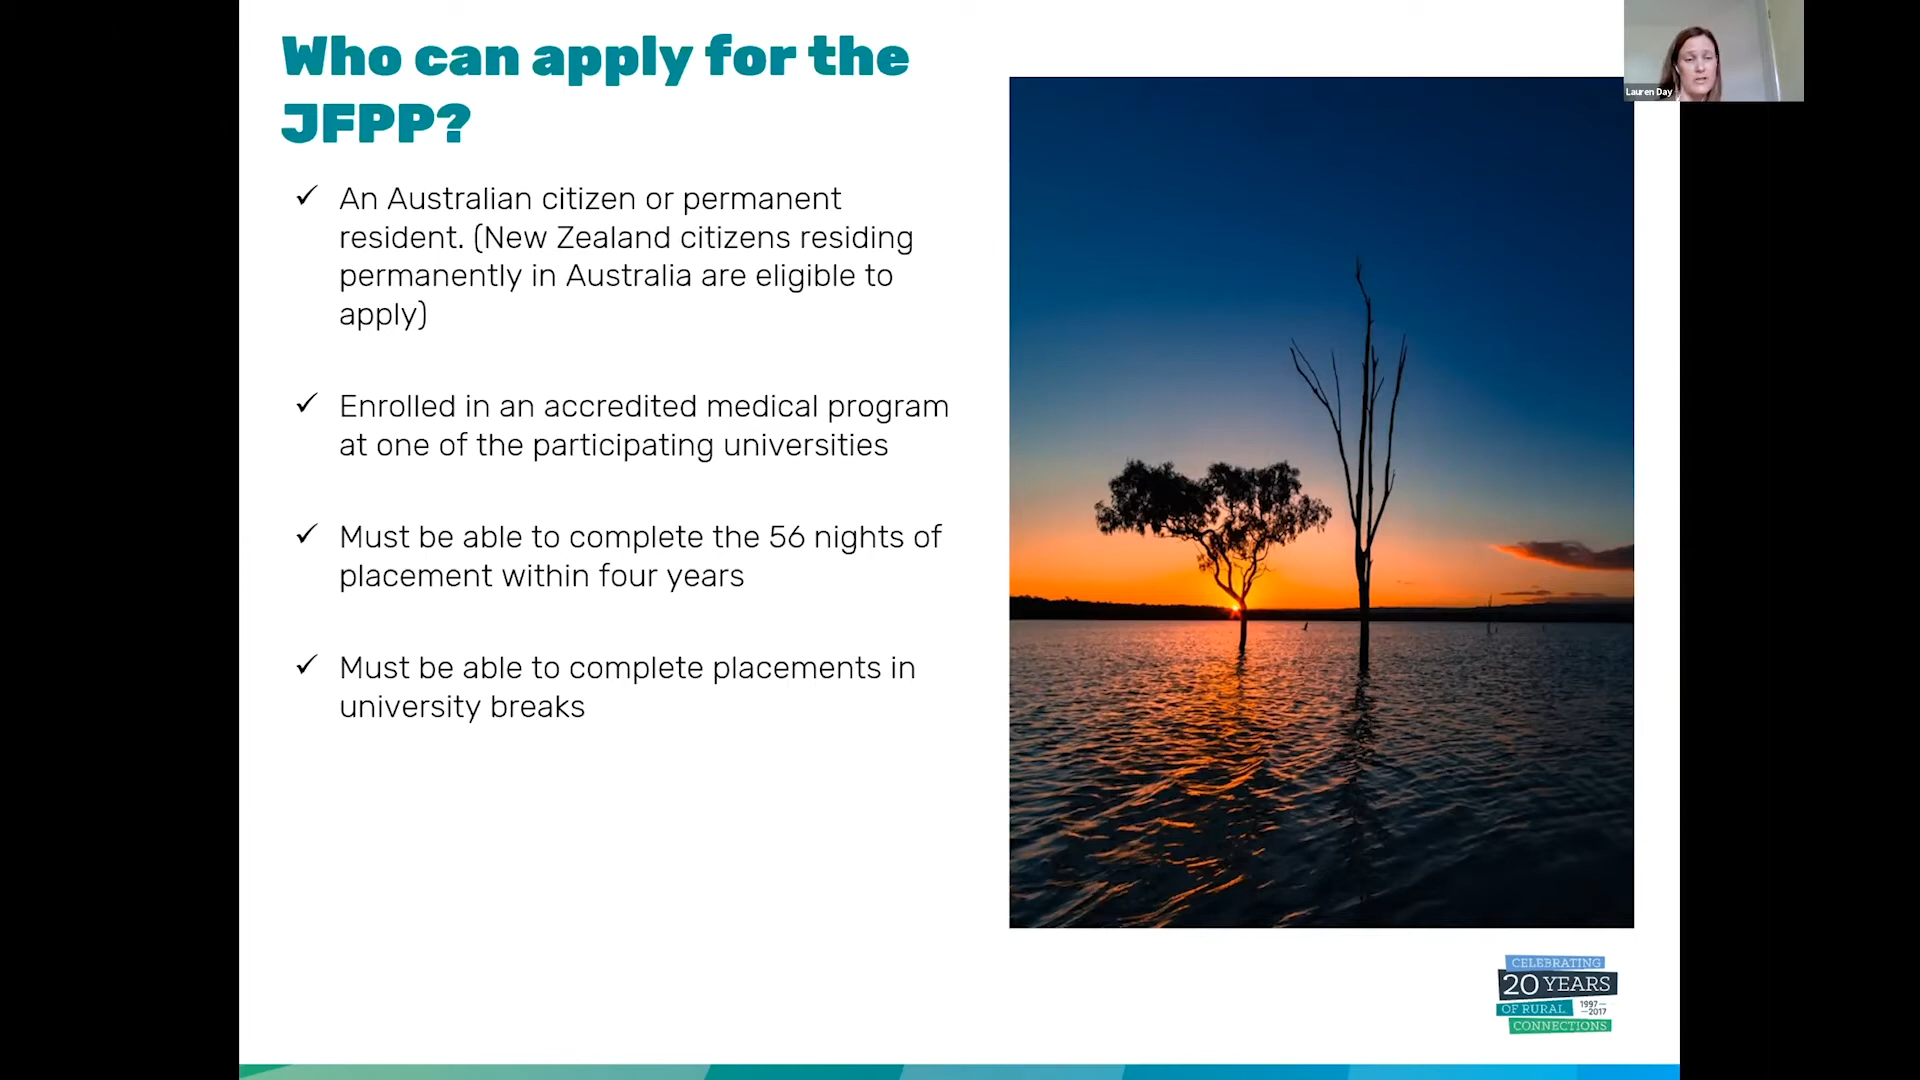 Who can apply for the
JFPP?
✓ An Australian citizen or permanent
resident. (New Zealand citizens residing
permanently in Australia are eligible to
apply)
✓ Enrolled in an accredited medical program
at one of the participating universities
✓ Must be able to complete the 56 nights of
placement within four years
✓ Must be able to complete placements in
university breaks
Lauren Day
CELEBRATING
20 YEARS
OF RURAL 1997—
—2017
CONNECTIONS